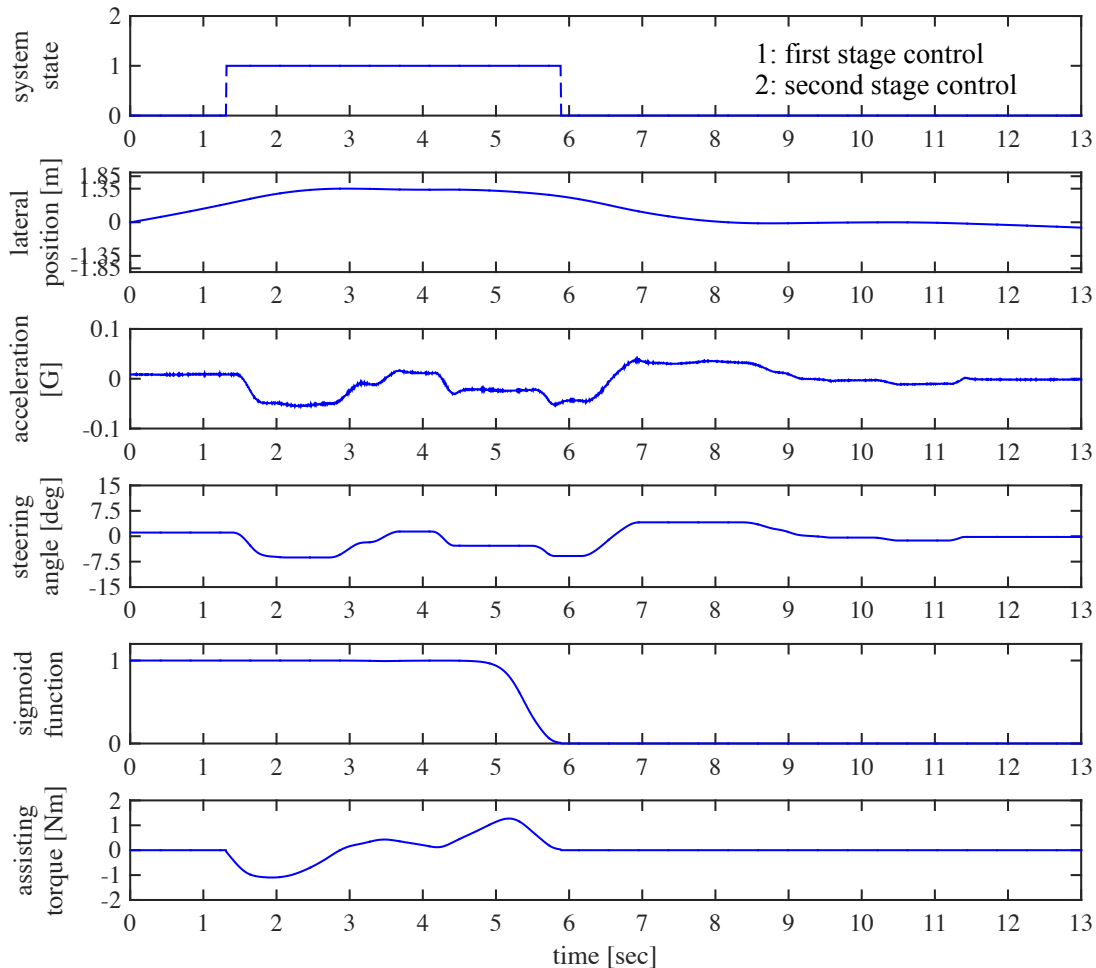 system
state
2
1
0
1: first stage control
2: second stage control
0 1 2 3 4 5 6 7 8 9 10 11 12 13
lateral
position [m]
1.85
1.35
0
-1.35
-1.85
0 1 2 3 4 5 6 7 8 9 10 11 12 13
acceleration
[G]
0.1
0
-0.1
0 1 2 3 4 5 6 7 8 9 10 11 12 13
steering
angle [deg]
15
7.5
0
-7.5
-15
0 1 2 3 4 5 6 7 8 9 10 11 12 13
sigmoid
function
1
0
0 1 2 3 4 5 6 7 8 9 10 11 12 13
assisting
torque [Nm]
2
1
0
-1
-2
0 1 2 3 4 5 6 7 8 9 10 11 12 13
time [sec]